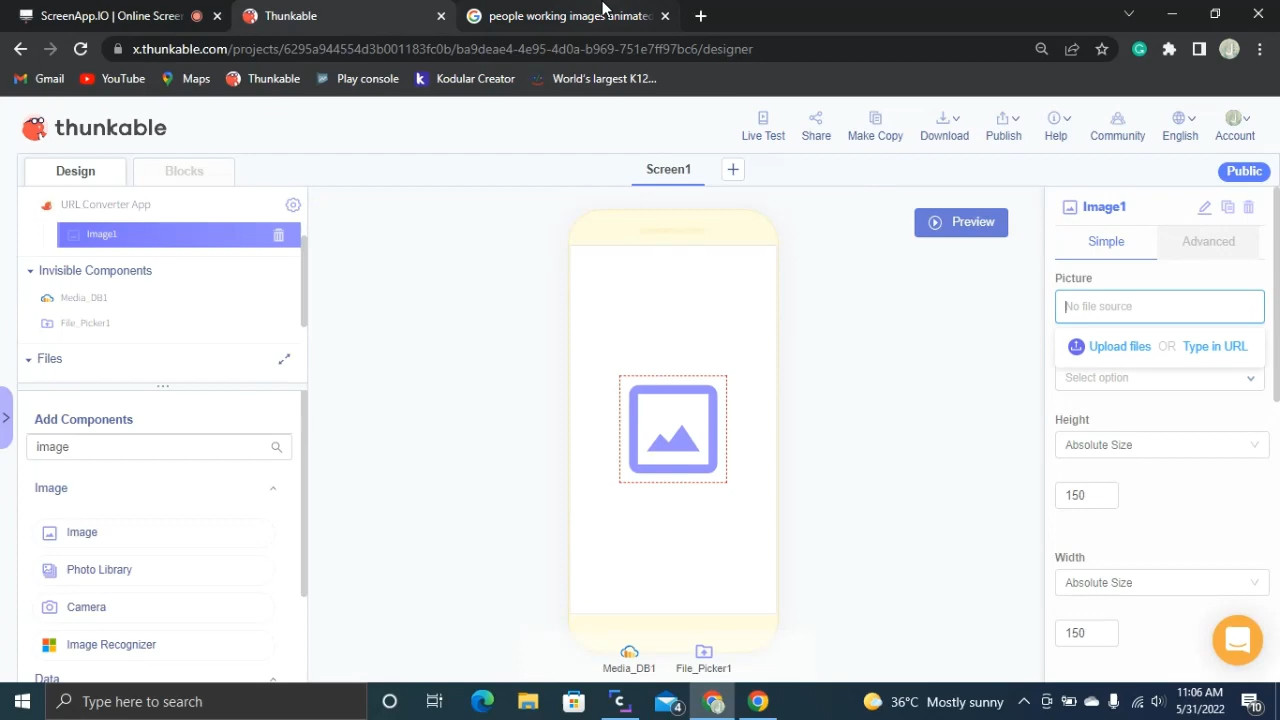 ScreenApp.IO | Online Screen
Thunkable
people working images animated
x.thunkable.com/projects/6295a944554d3b001183fc0b/ba9deae4-4e95-4d0a-b969-751e7ff97bc6/designer
Gmail
YouTube
Maps
Thunkable
Play console
Kodular Creator
World's largest K12...
thunkable
Live Test
Share
Make Copy
Download
Publish
Help
Community
English
Account
Design
Blocks
Screen1
+
Public
URL Converter App
Image1
Invisible Components
Media_DB1
File_Picker1
Files
Add Components
image
Image
Image
Photo Library
Camera
Image Recognizer
Data
Preview
Media_DB1
File_Picker1
Image1
Simple
Advanced
Picture
No file source
Upload files OR Type in URL
Select option
Height
Absolute Size
150
Width
Absolute Size
150
Type here to search
4
36°C Mostly sunny
11:06 AM
5/31/2022
10